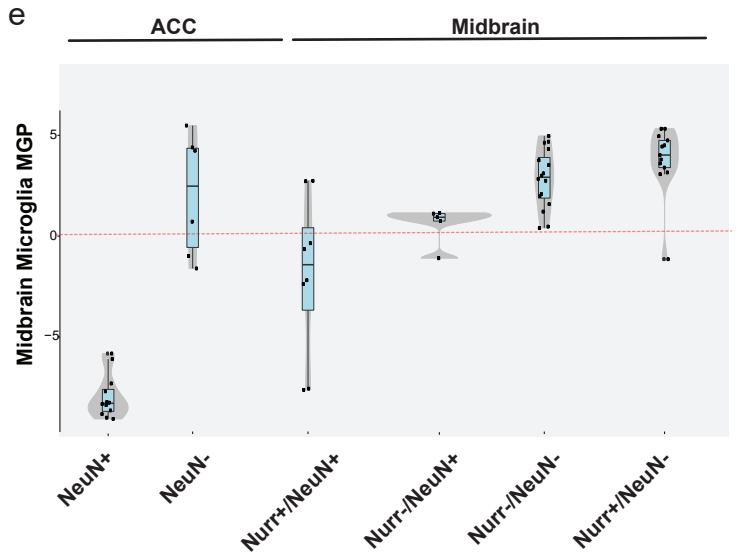 e
ACC
Midbrain
Midbrain Microglia MGP
5
0
−5
NeuN+
NeuN-
Nurr+/NeuN+
Nurr-/NeuN+
Nurr-/NeuN-
Nurr+/NeuN-